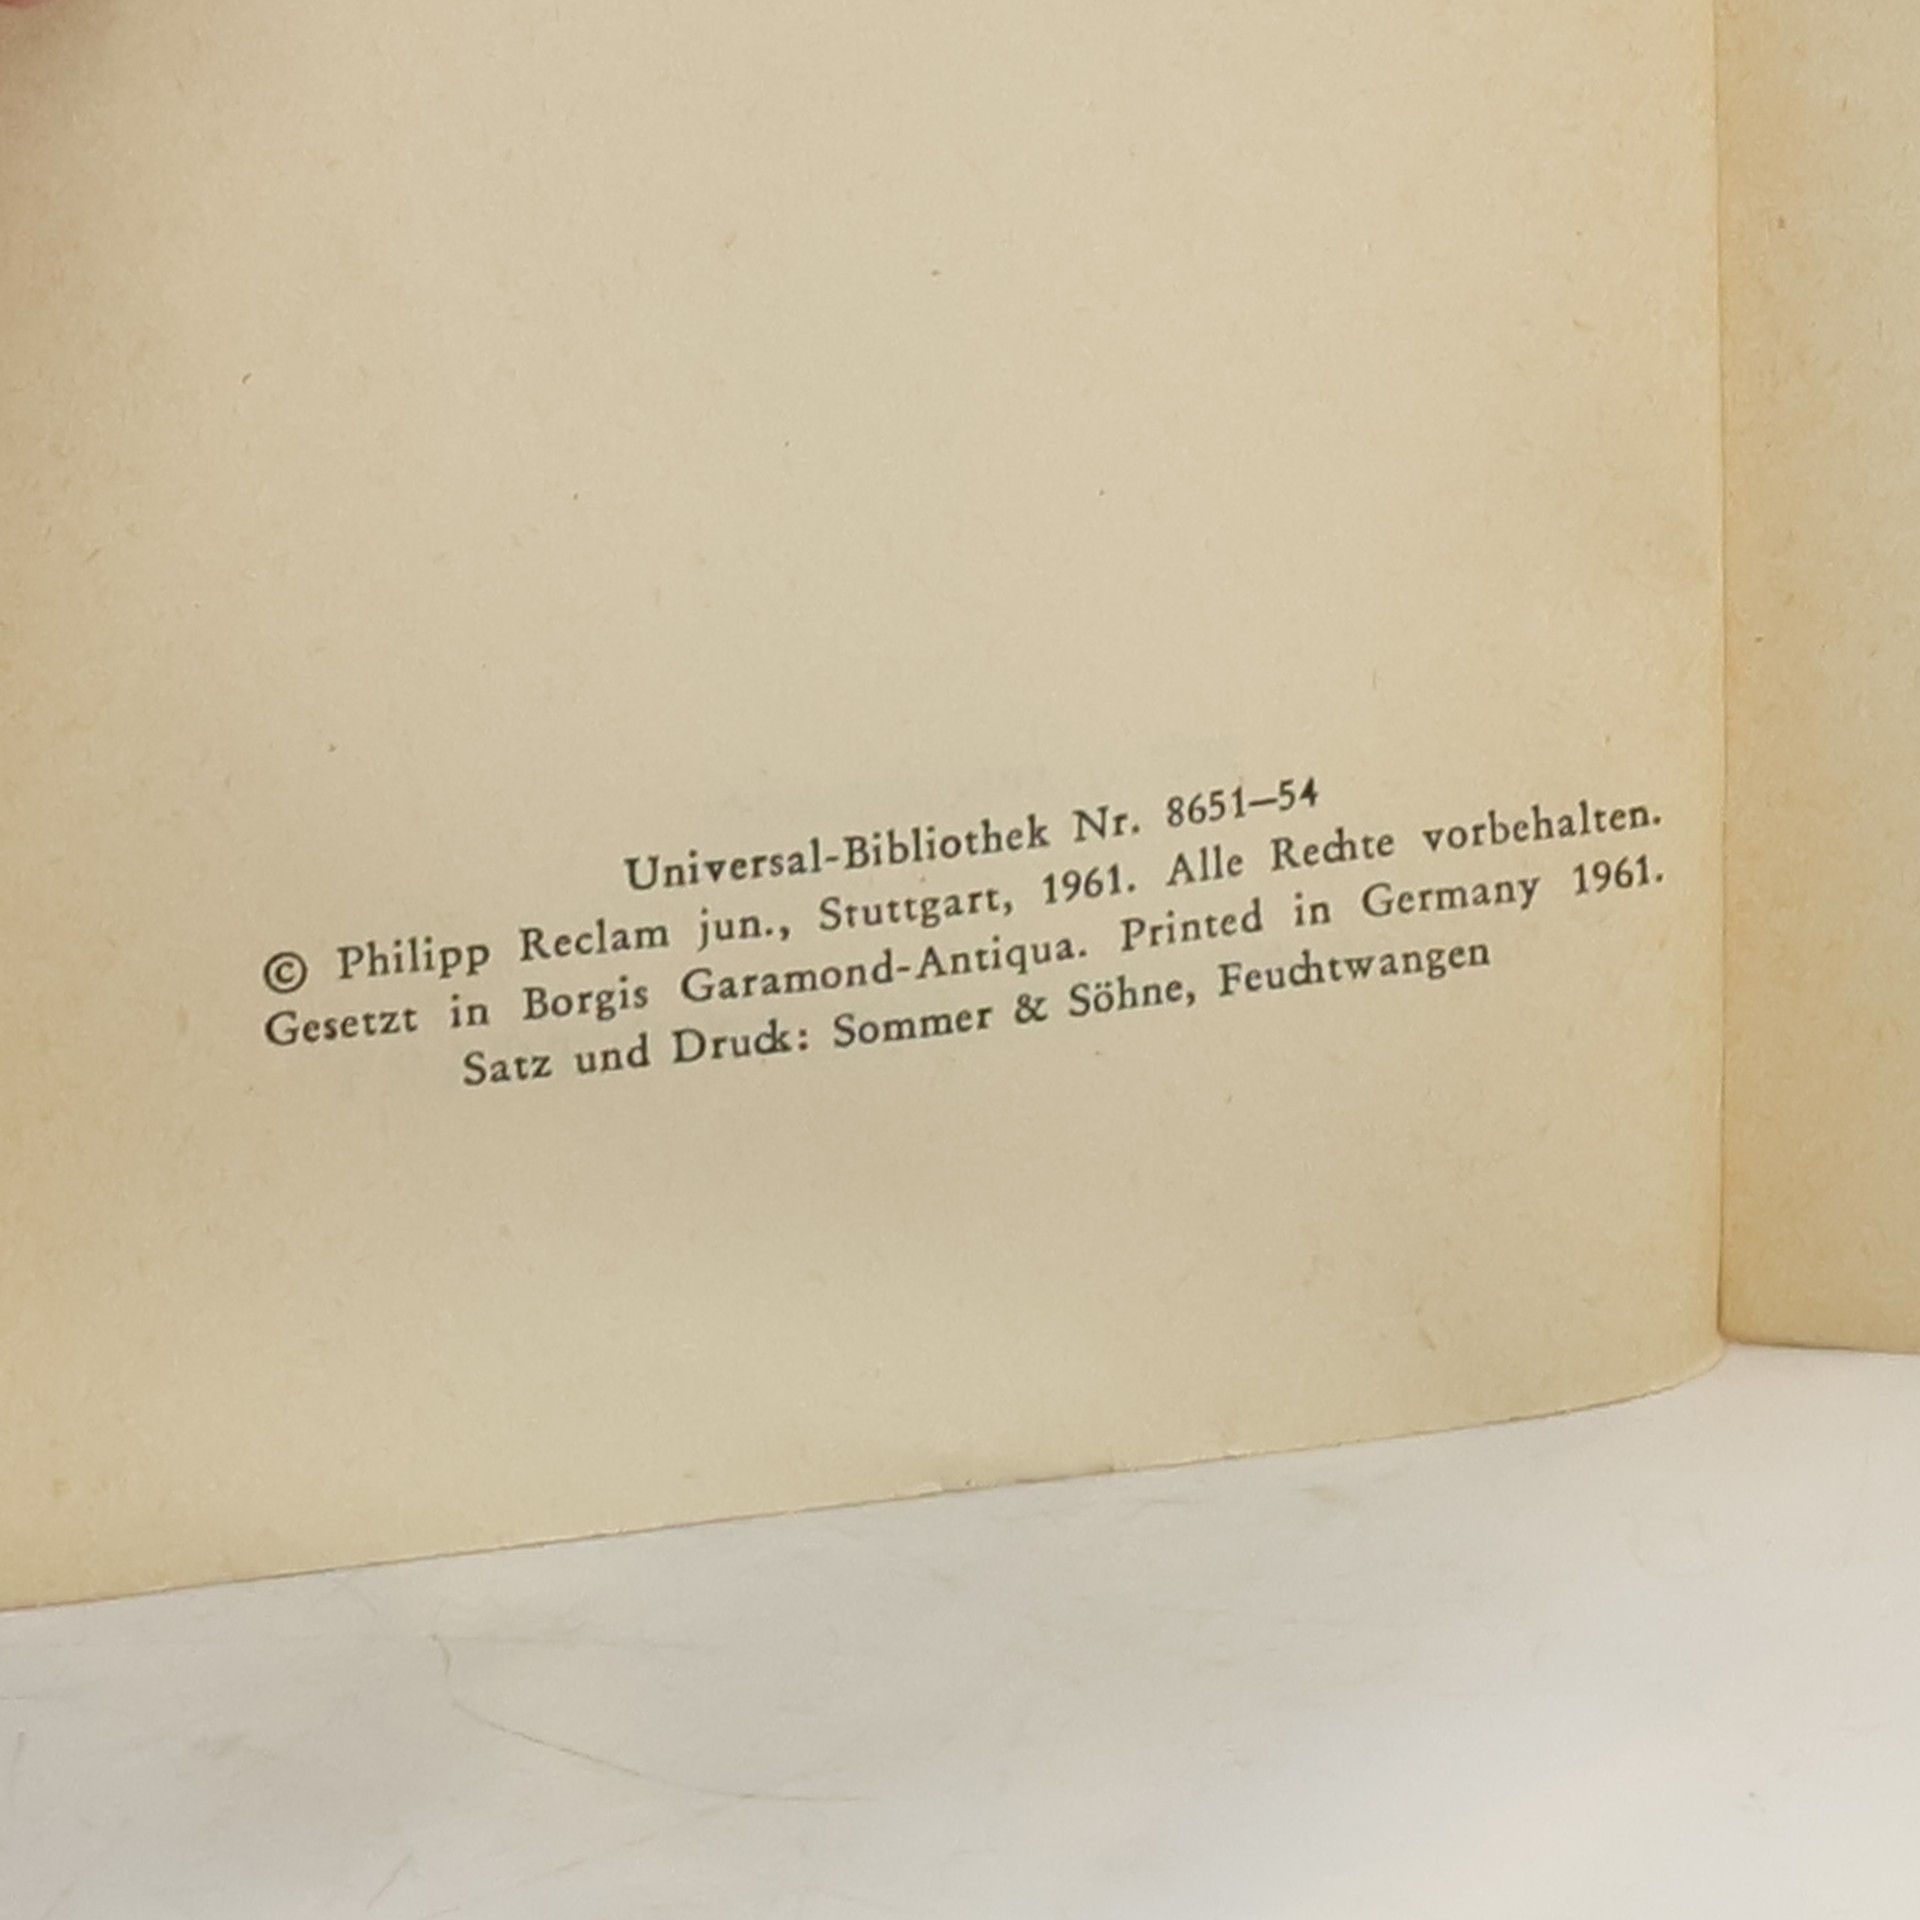 Universal-Bibliothek Nr. 8651–54
© Philipp Reclam jun., Stuttgart, 1961. Alle Rechte vorbehalten.
Gesetzt in Borgis Garamond-Antiqua. Printed in Germany 1961.
Satz und Druck: Sommer & Söhne, Feuchtwangen